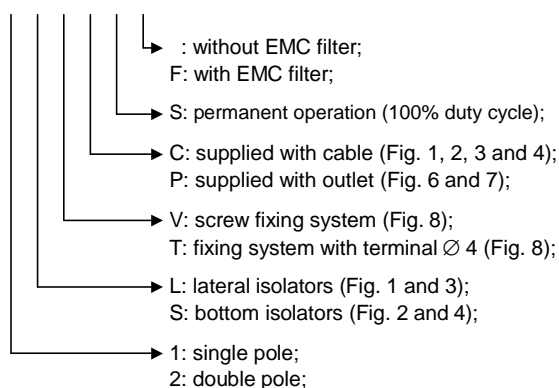 : without EMC filter;
F: with EMC filter;
S: permanent operation (100% duty cycle);
C: supplied with cable (Fig. 1, 2, 3 and 4);
P: supplied with outlet (Fig. 6 and 7);
V: screw fixing system (Fig. 8);
T: fixing system with terminal ∅ 4 (Fig. 8);
L: lateral isolators (Fig. 1 and 3);
S: bottom isolators (Fig. 2 and 4);
1: single pole;
2: double pole;